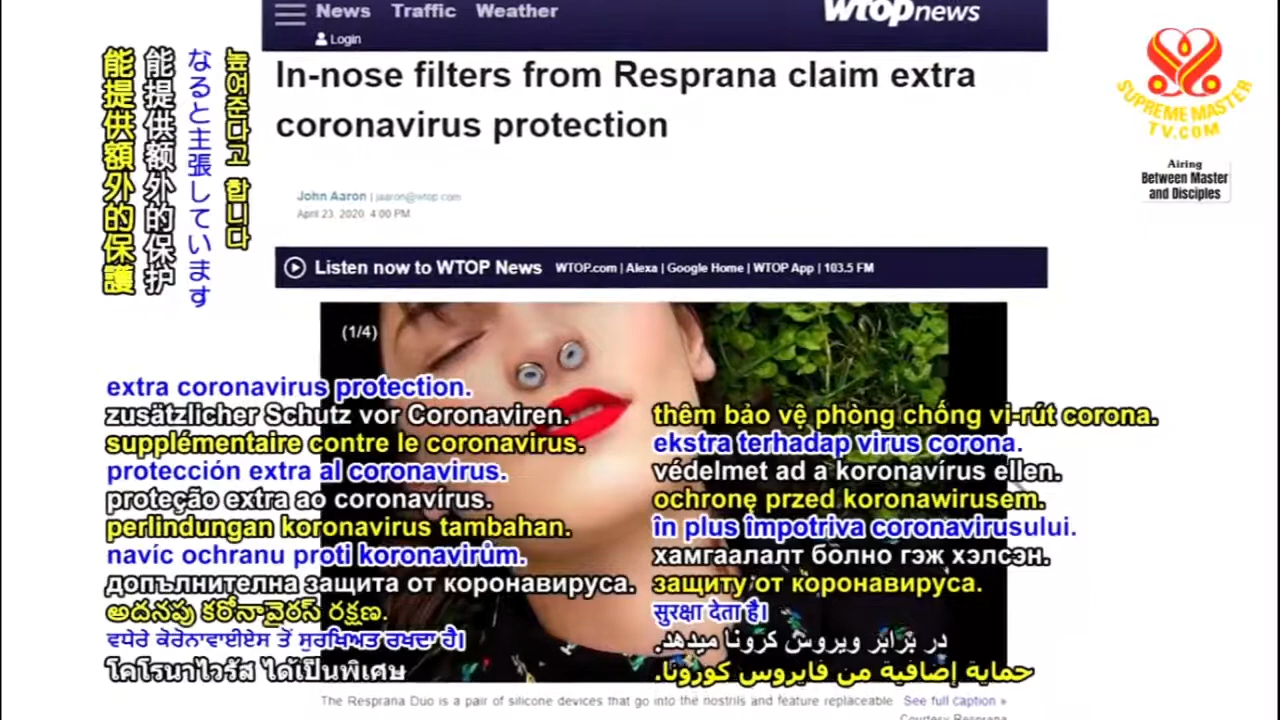 News Traffic Weather
wtopnews
Login
In-nose filters from Resprana claim extra
coronavirus protection
John Aaron | jaaron@wtop.com
April 23, 2020 4:00 PM
Listen now to WTOP News WTOP.com | Alexa | Google Home | WTOP App | 103.5 FM
(1/4)
能提供額外的保護
能提供额外的保护
なると主張しています
높여준다고 합니다
SUPREME MASTER
TV.COM
Airing
Between Master
and Disciples
extra coronavirus protection.
zusätzlicher Schutz vor Coronaviren.
supplémentaire contre le coronavirus.
protección extra al coronavirus.
proteção extra ao coronavírus.
perlindungan koronavirus tambahan.
navíc ochranu proti koronavirům.
допълнителна защита от коронавируса.
అదనపు కరోనావైరస్ రక్షణ.
ਵਧੇਰੇ ਕੋਰੋਨਾਵਾਈਏਸ ਤੋਂ ਸੁਰਖਿਅਤ ਰਖਦਾ ਹੈ।
โคโรนาไวรัส ได้เป็นพิเศษ
thêm bảo vệ phòng chống vi-rút corona.
ekstra terhadap virus corona.
védelmet ad a koronavírus ellen.
ochronę przed koronawirusem.
în plus împotriva coronavirusului.
хамгаалалт болно гэж хэлсэн.
защиту от коронавируса.
सुरक्षा देता है।
در برابر ویروس کرونا میدهد.
حماية إضافية من فايروس كورونا.
The Resprana Duo is a pair of silicone devices that go into the nostrils and feature replaceable See full caption »
Courtesy Resprana